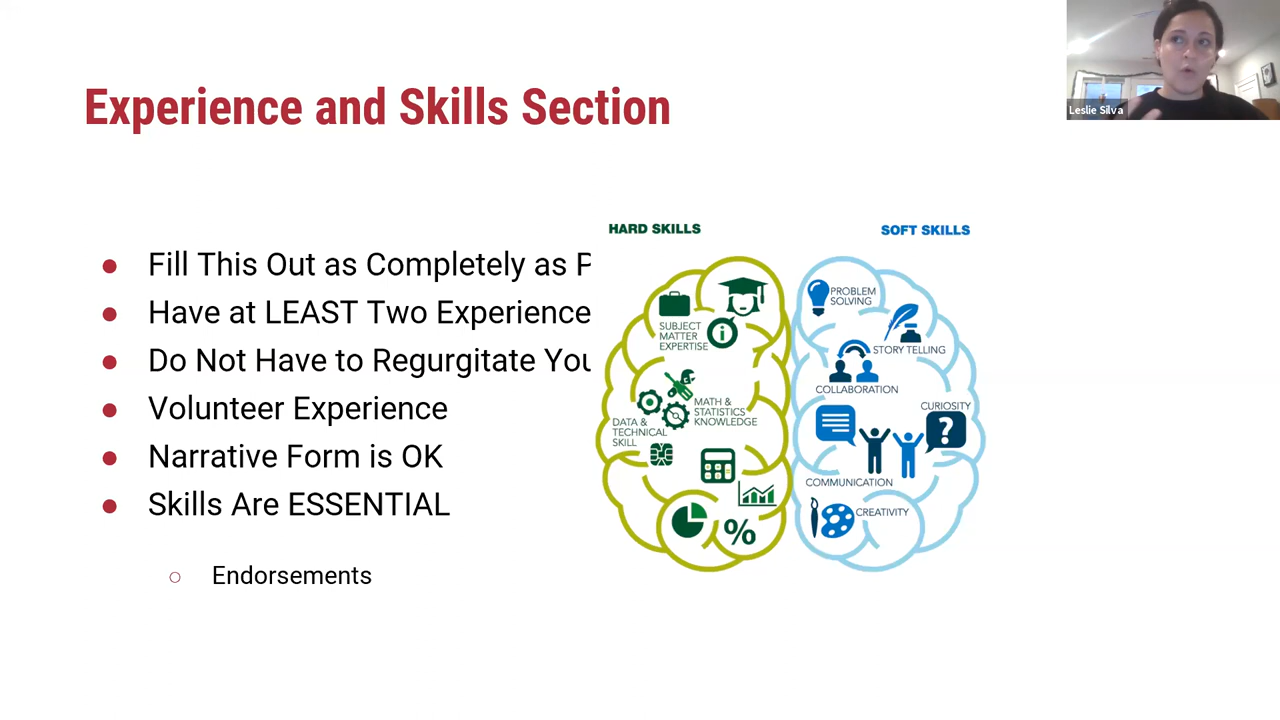 Experience and Skills Section
Leslie Silva
Fill This Out as Completely as
Have at LEAST Two Experience
Do Not Have to Regurgitate
Volunteer Experience
Narrative Form is OK
Skills Are ESSENTIAL
Endorsements
HARD SKILLS
SUBJECT
MATTER
EXPERTISE
MATH &
STATISTICS
KNOWLEDGE
DATA &
TECHNICAL
SKILL
%
SOFT SKILLS
PROBLEM
SOLVING
STORY TELLING
COLLABORATION
CURIOSITY
?
COMMUNICATION
CREATIVITY